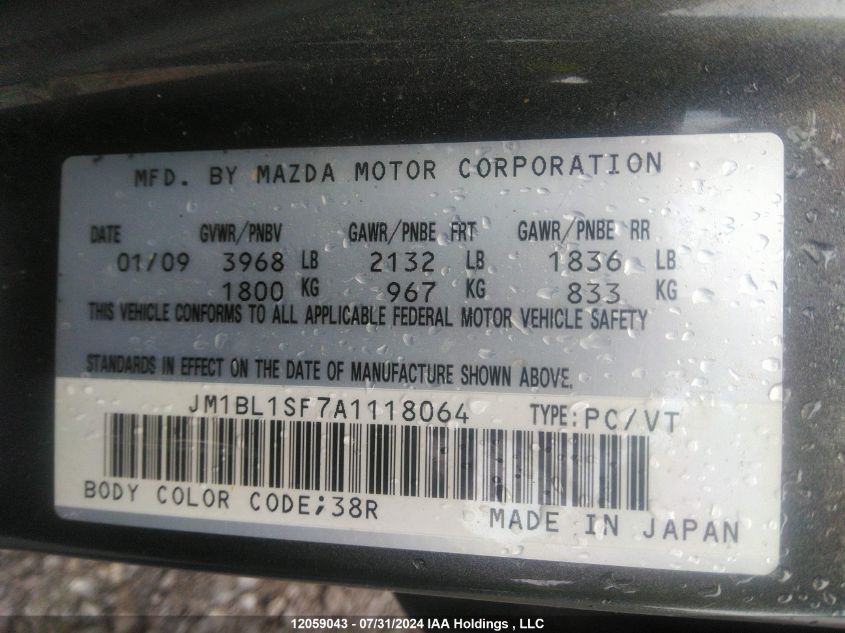 MFD. BY MAZDA MOTOR CORPORATION
DATE GVWR/PNBV GAWR/PNBE FRT GAWR/PNBE RR
01/09 3968 LB 2132 LB 1836 LB
1800 KG 967 KG 833 KG
THIS VEHICLE CONFORMS TO ALL APPLICABLE FEDERAL MOTOR VEHICLE SAFETY
STANDARDS IN EFFECT ON THE DATE OF MANUFACTURE SHOWN ABOVE.
JM1BL1SF7A1118064 TYPE:PC/VT
BODY COLOR CODE;38R
MADE IN JAPAN
12059043 - 07/31/2024 IAA Holdings , LLC